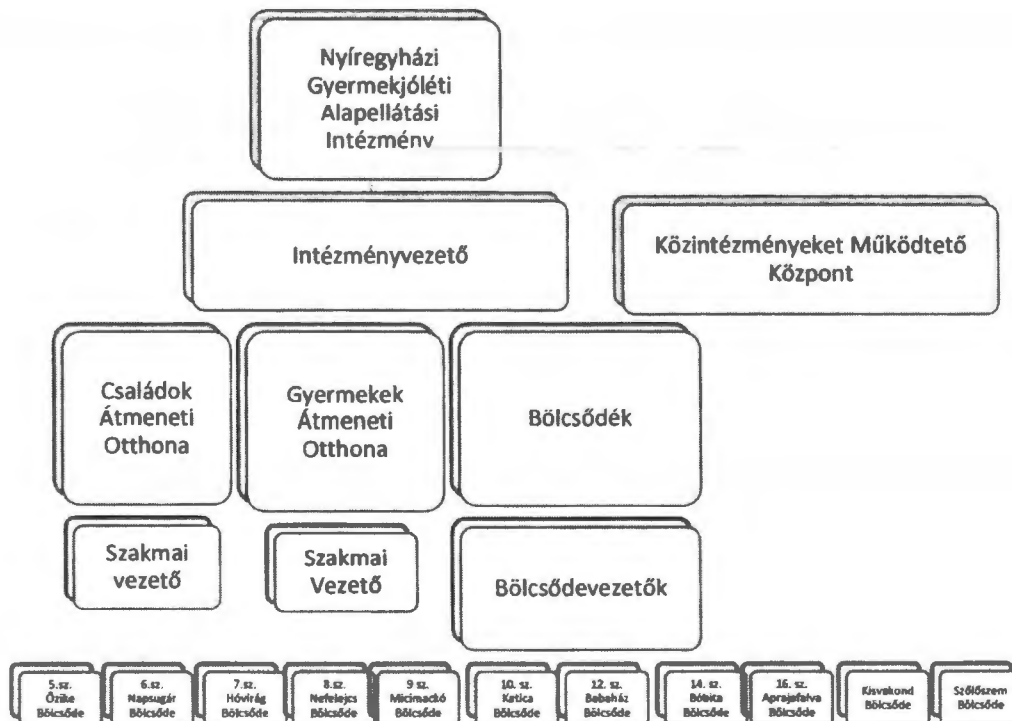 Nyíregyházi
Gyermekjóléti
Alapellátási
Intézmény
Intézményvezető
Közintézményeket Működtető
Központ
Családok
Átmeneti
Otthona
Gyermekek
Átmeneti
Otthona
Bölcsődék
Szakmai
vezető
Szakmai
Vezető
Bölcsődevezetők
5. sz.
Őzike
Bölcsőde
6. sz.
Napsugár
Bölcsőde
7. sz.
Hóvirág
Bölcsőde
8. sz.
Nefelejcs
Bölcsőde
9 sz.
Micimackó
Bölcsőde
10. sz.
Katica
Bölcsőde
12. sz.
Babaház
Bölcsőde
14. sz.
Bóbita
Bölcsőde
16. sz.
Aprajafalva
Bölcsőde
Kisvakond
Bölcsőde
Szőlőszem
Bölcsőde